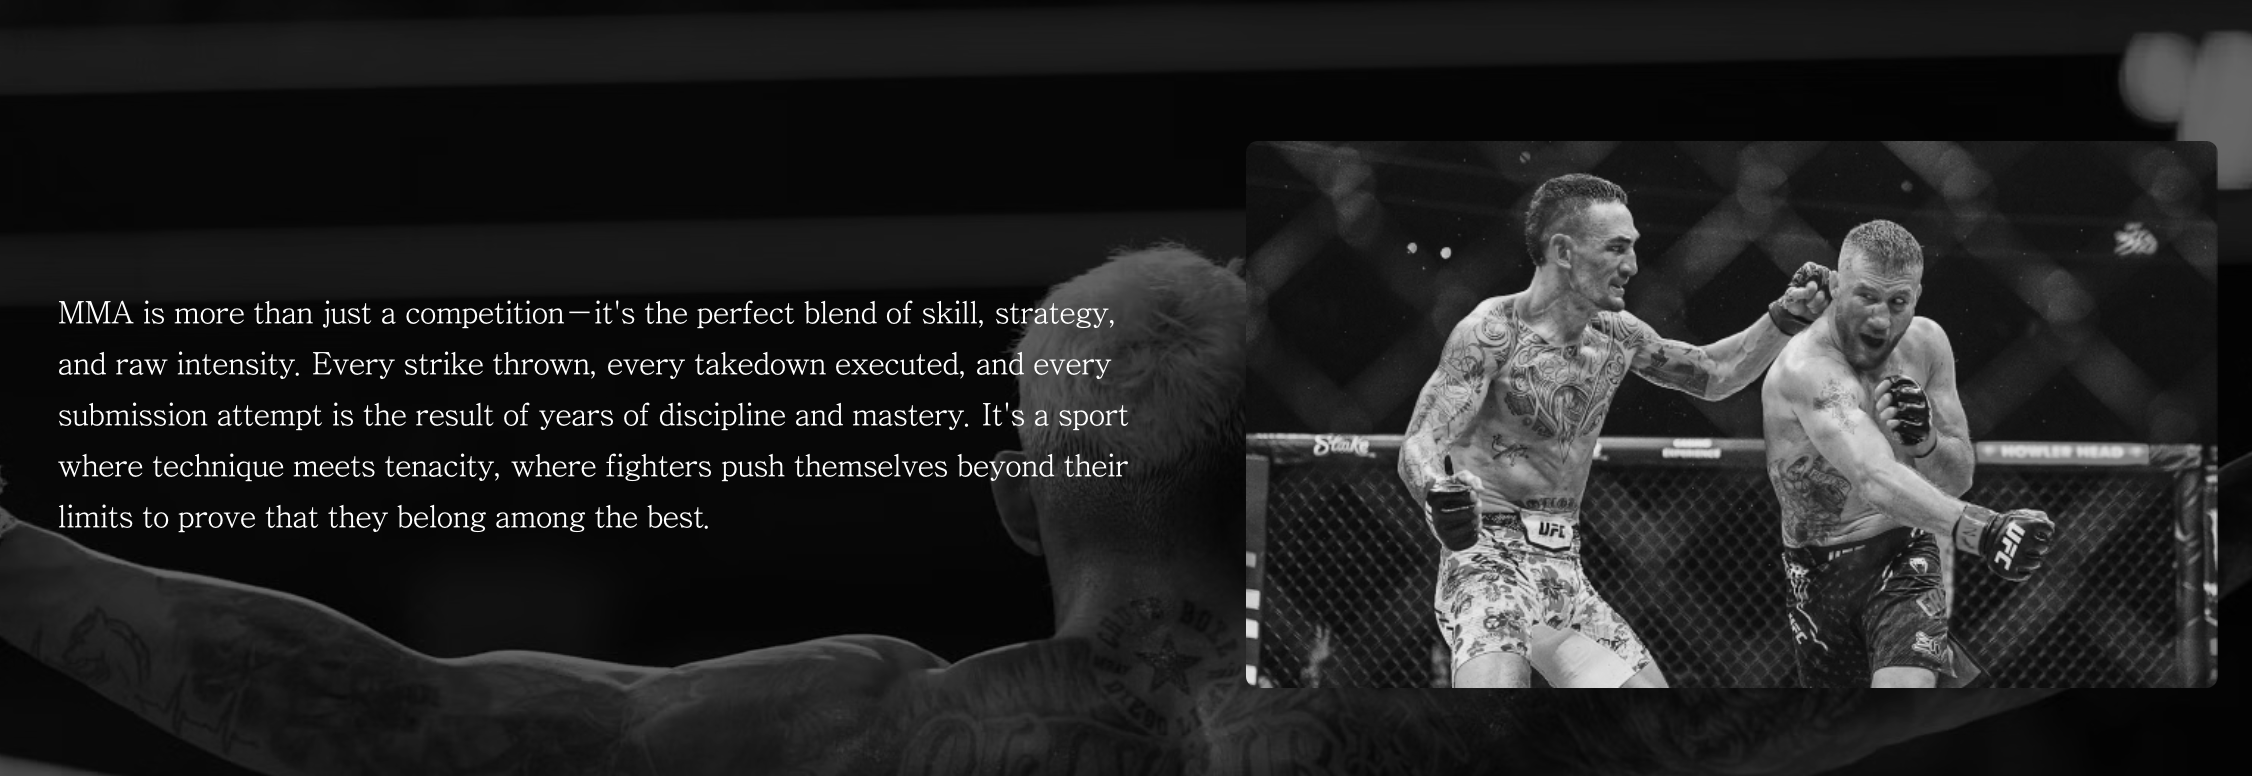 MMA is more than just a competition—it's the perfect blend of skill, strategy,
and raw intensity. Every strike thrown, every takedown executed, and every
submission attempt is the result of years of discipline and mastery. It's a sport
where technique meets tenacity, where fighters push themselves beyond their
limits to prove that they belong among the best.
Stake
HOWLER HEAD
UFC
UFC